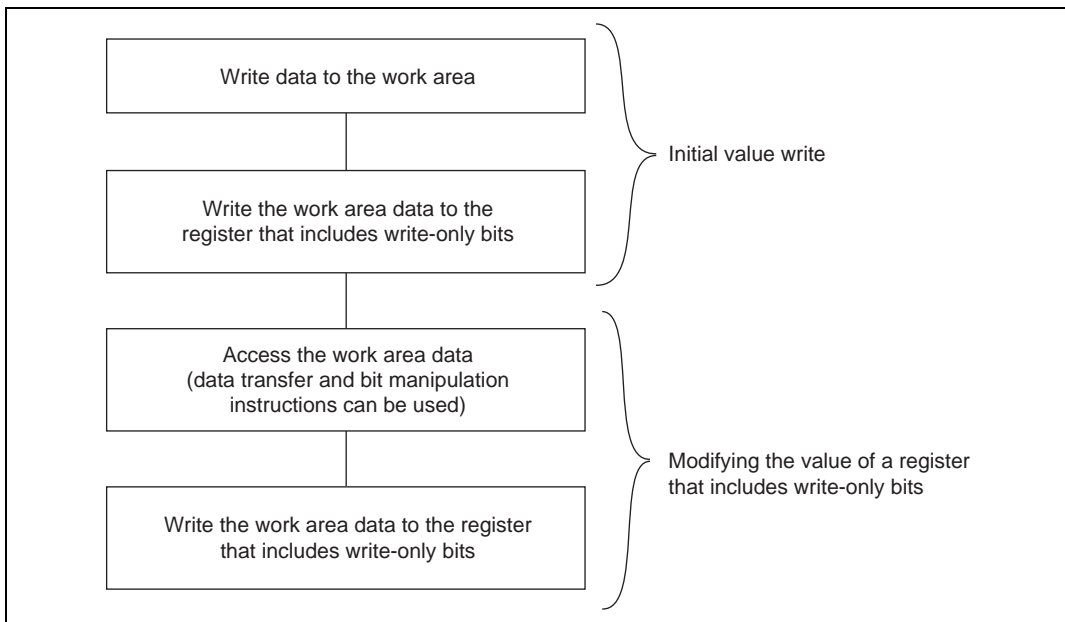 Write data to the work area
Write the work area data to the
register that includes write-only bits
Initial value write
Access the work area data
(data transfer and bit manipulation
instructions can be used)
Write the work area data to the register
that includes write-only bits
Modifying the value of a register
that includes write-only bits